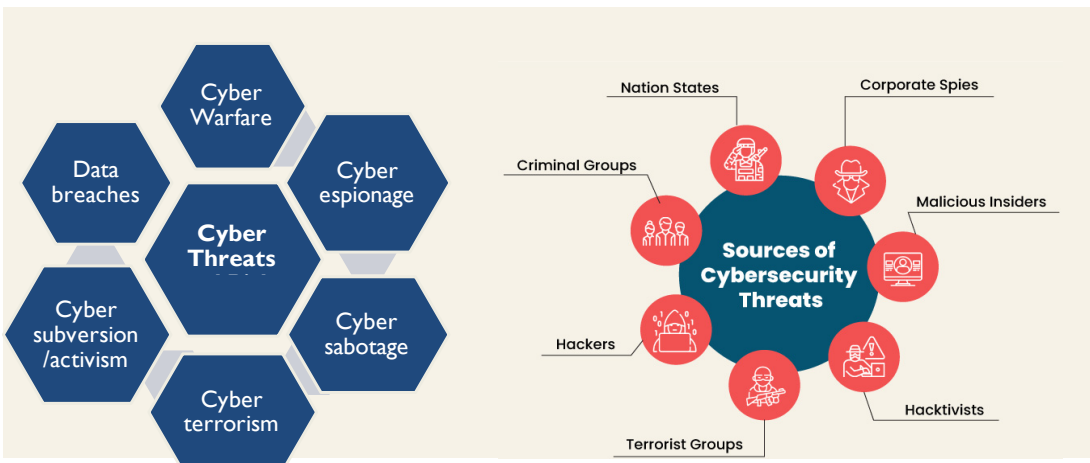 Cyber
Warfare
Data
breaches
Cyber
espionage
Cyber
Threats
Cyber
subversion
/activism
Cyber
sabotage
Cyber
terrorism
Nation States
Corporate Spies
Criminal Groups
Malicious Insiders
Sources of
Cybersecurity
Threats
Hackers
Hacktivists
Terrorist Groups